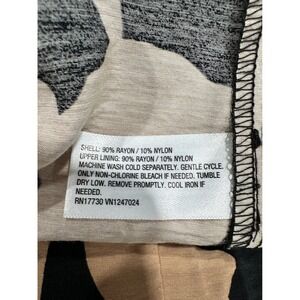 SHELL: 90% RAYON / 10% NYLON
UPPER LINING: 90% RAYON / 10% NYLON
MACHINE WASH COLD SEPARATELY. GENTLE CYCLE.
ONLY NON-CHLORINE BLEACH IF NEEDED. TUMBLE
DRY LOW. REMOVE PROMPTLY. COOL IRON IF
NEEDED.
RN17730 VN1247024